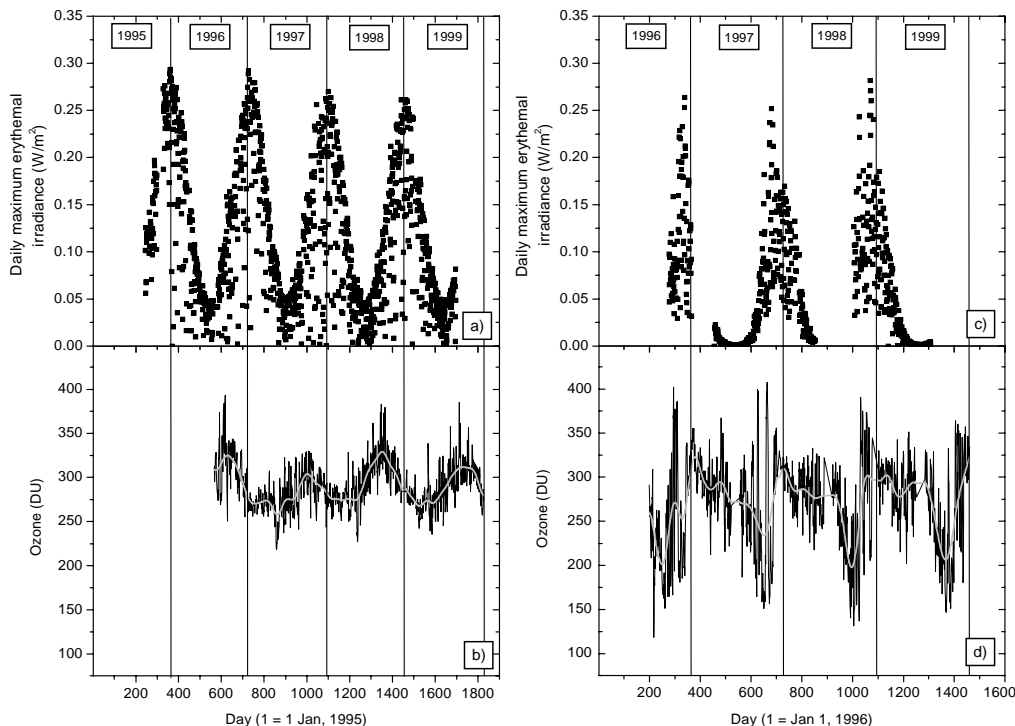 1995 1996 1997 1998 1999
0.35
0.30
0.25
0.20
0.15
0.10
0.05
0.00
Daily maximum erythemal
irradiance (W/m²)
a)
400
350
300
250
200
150
100
Ozone (DU)
b)
200 400 600 800 1000 1200 1400 1600 1800
Day (1 = 1 Jan, 1995)
1996 1997 1998 1999
0.35
0.30
0.25
0.20
0.15
0.10
0.05
0.00
Daily maximum erythemal
irradiance (W/m²)
c)
400
350
300
250
200
150
100
Ozone (DU)
d)
200 400 600 800 1000 1200 1400 1600
Day (1 = Jan 1, 1996)